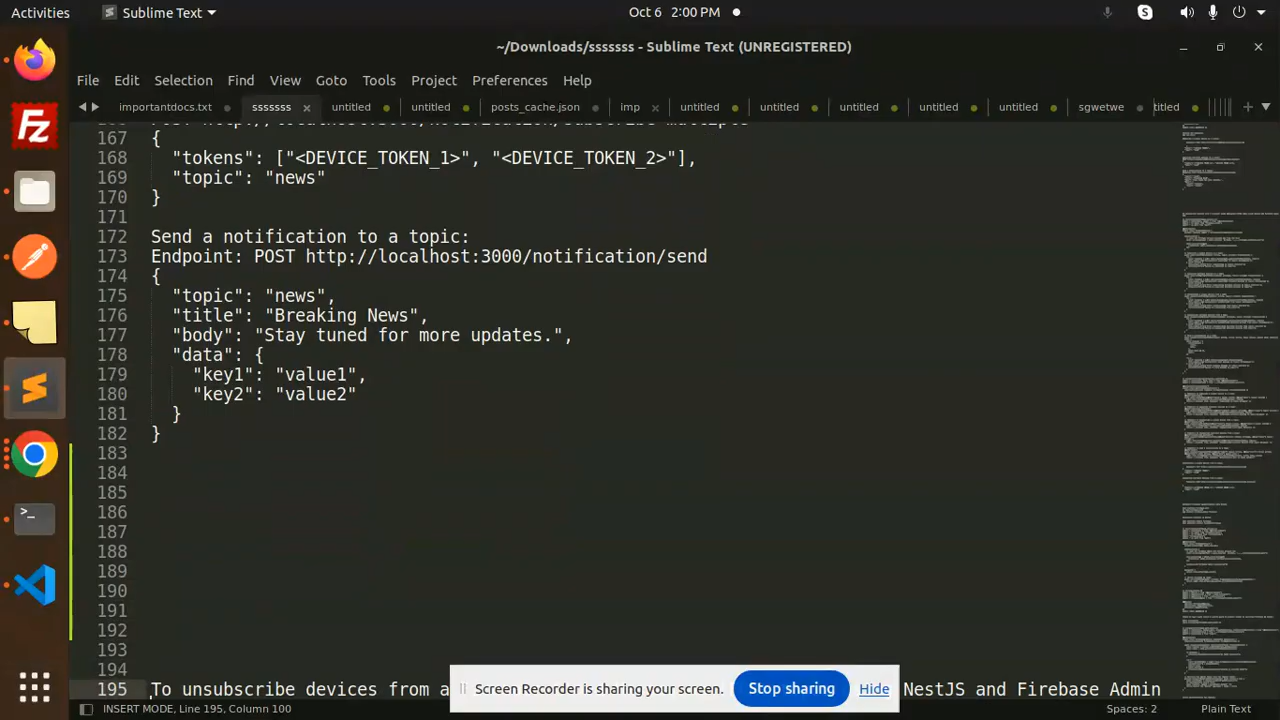 Activities
Sublime Text
Oct 6 2:00 PM
~/Downloads/sssssss - Sublime Text (UNREGISTERED)
File Edit Selection Find View Goto Tools Project Preferences Help
importantdocs.txt sssssss untitled untitled posts_cache.json imp untitled untitled untitled untitled untitled sgwetwe titled
167 {
168 "tokens": ["<DEVICE_TOKEN_1>", "<DEVICE_TOKEN_2>"],
169 "topic": "news"
170 }
171
172 Send a notification to a topic:
173 Endpoint: POST http://localhost:3000/notification/send
174 {
175 "topic": "news",
176 "title": "Breaking News",
177 "body": "Stay tuned for more updates.",
178 "data": {
179 "key1": "value1",
180 "key2": "value2"
181 }
182 }
183
184
185
186
187
188
189
190
191
192
193
194
195 To unsubscribe devices from a NestJS and Firebase Admin
Screen Recorder is sharing your screen. Stop sharing Hide
INSERT MODE, Line 195, Column 100 Spaces: 2 Plain Text